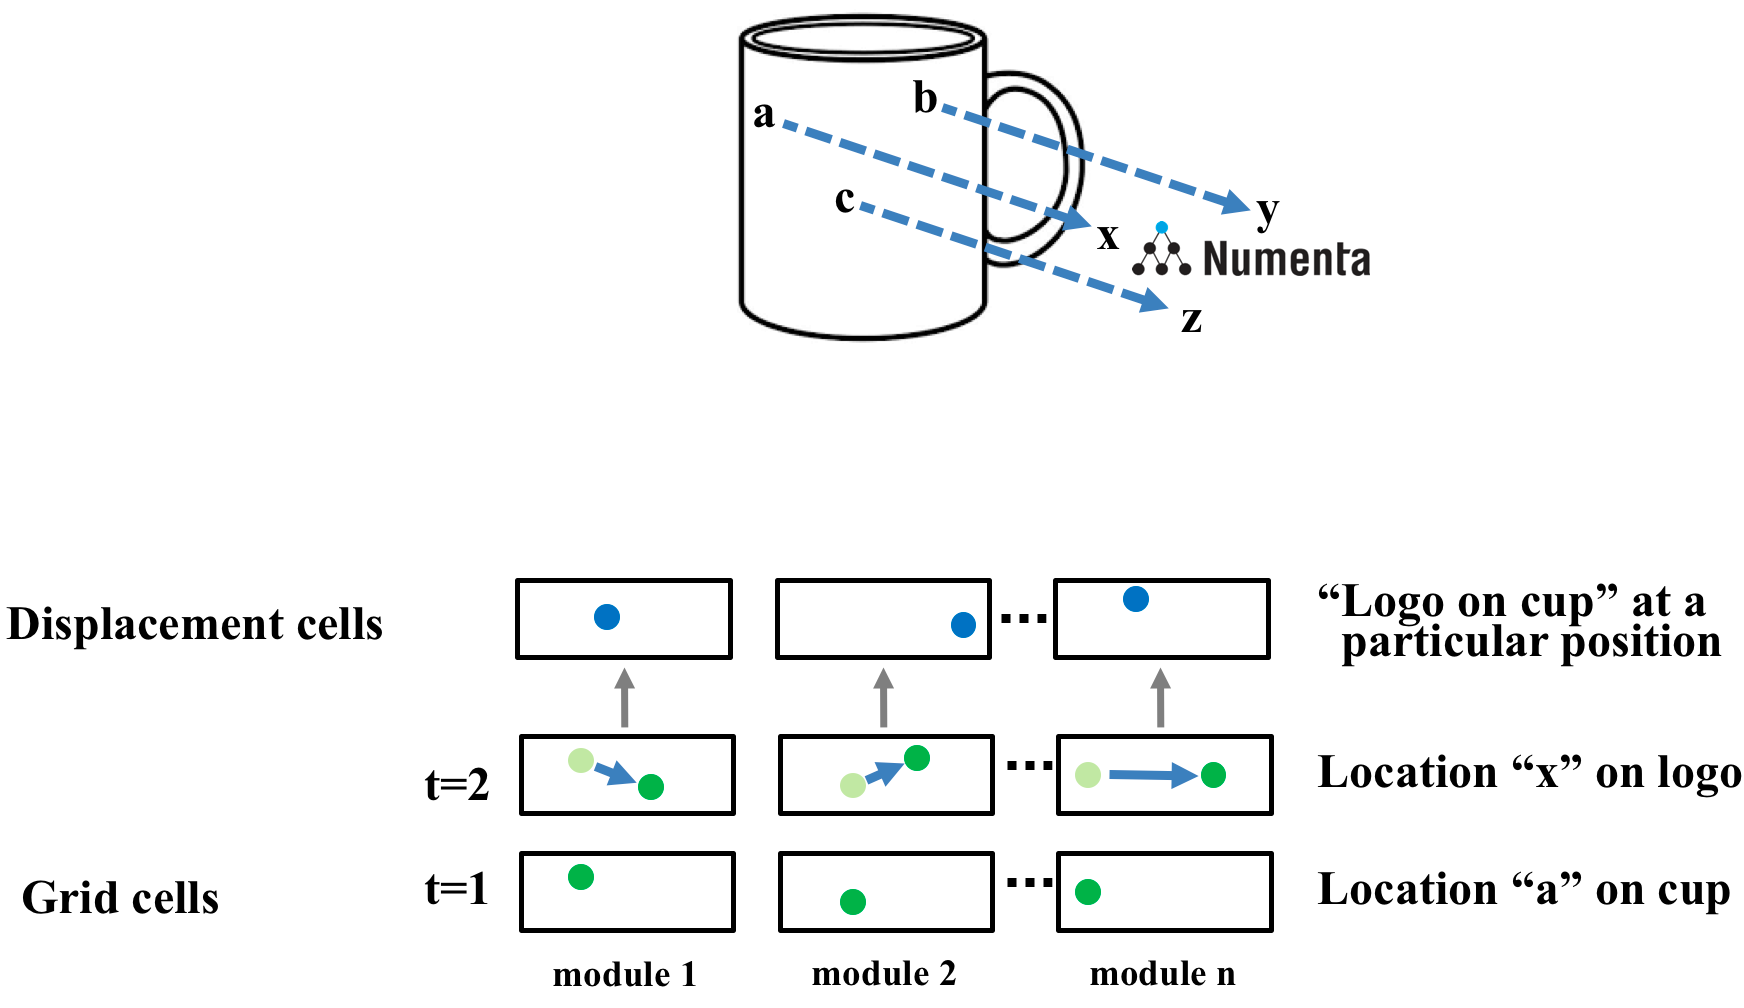 b
a
c
y
x
Numenta
z
Displacement cells
“Logo on cup” at a
particular position
t=2
Location “x” on logo
Grid cells
t=1
Location “a” on cup
module 1
module 2
module n